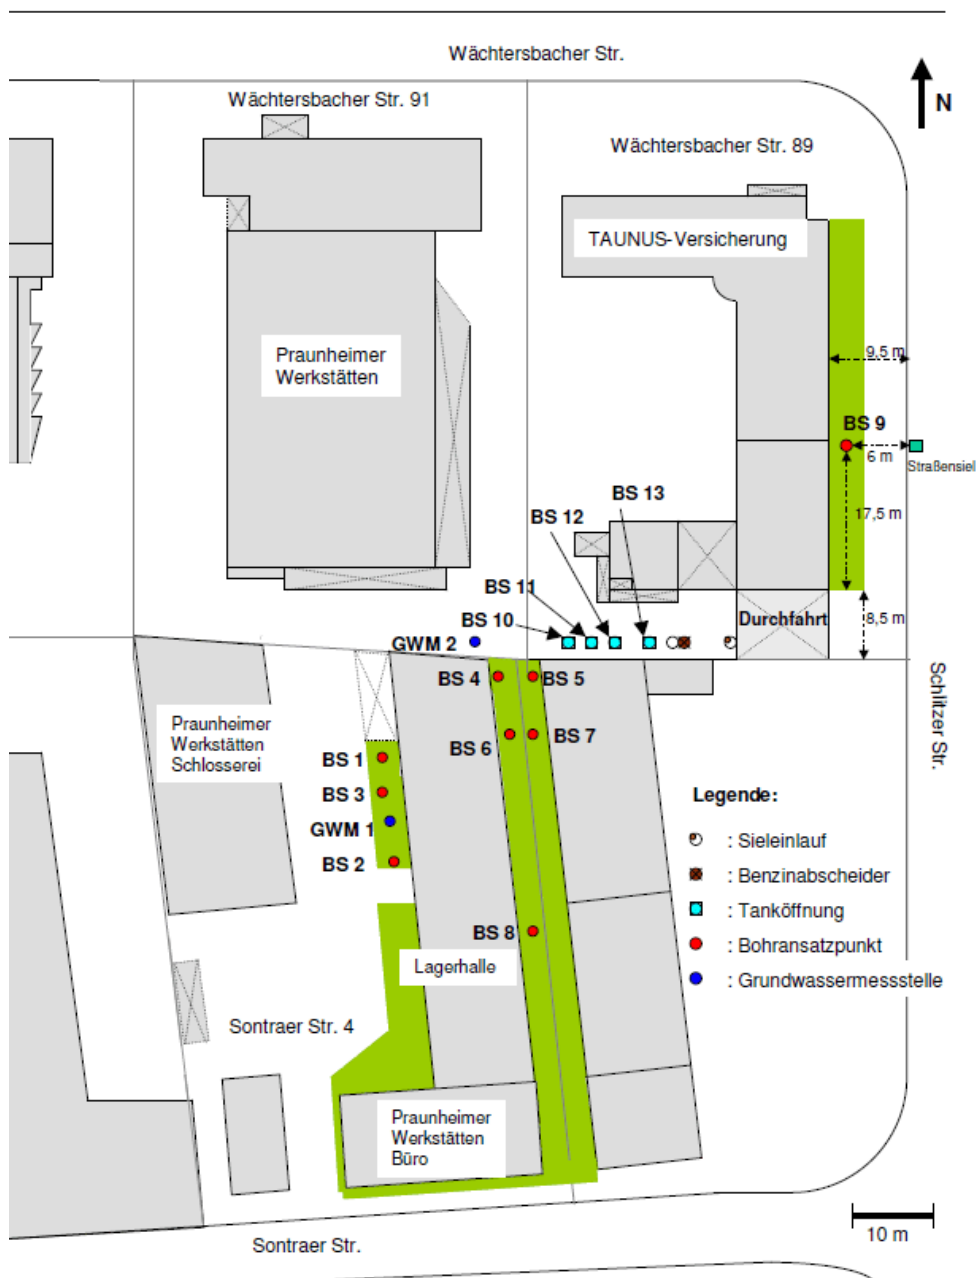 Wächtersbacher Str.
Wächtersbacher Str. 91
N
Wächtersbacher Str. 89
TAUNUS-Versicherung
Praunheimer
Werkstätten
9,5 m
BS 9
6 m
Straßensiel
BS 13
BS 12
17,5 m
BS 11
BS 10
Durchfahrt
8,5 m
GWM 2
BS 4
BS 5
Schlitzer Str.
Praunheimer
Werkstätten
Schlosserei
BS 6
BS 7
BS 1
BS 3
GWM 1
BS 2
Legende:
: Sieleinlauf
: Benzinabscheider
: Tanköffnung
: Bohransatzpunkt
: Grundwassermessstelle
BS 8
Lagerhalle
Sontraer Str. 4
Praunheimer
Werkstätten
Büro
10 m
Sontraer Str.